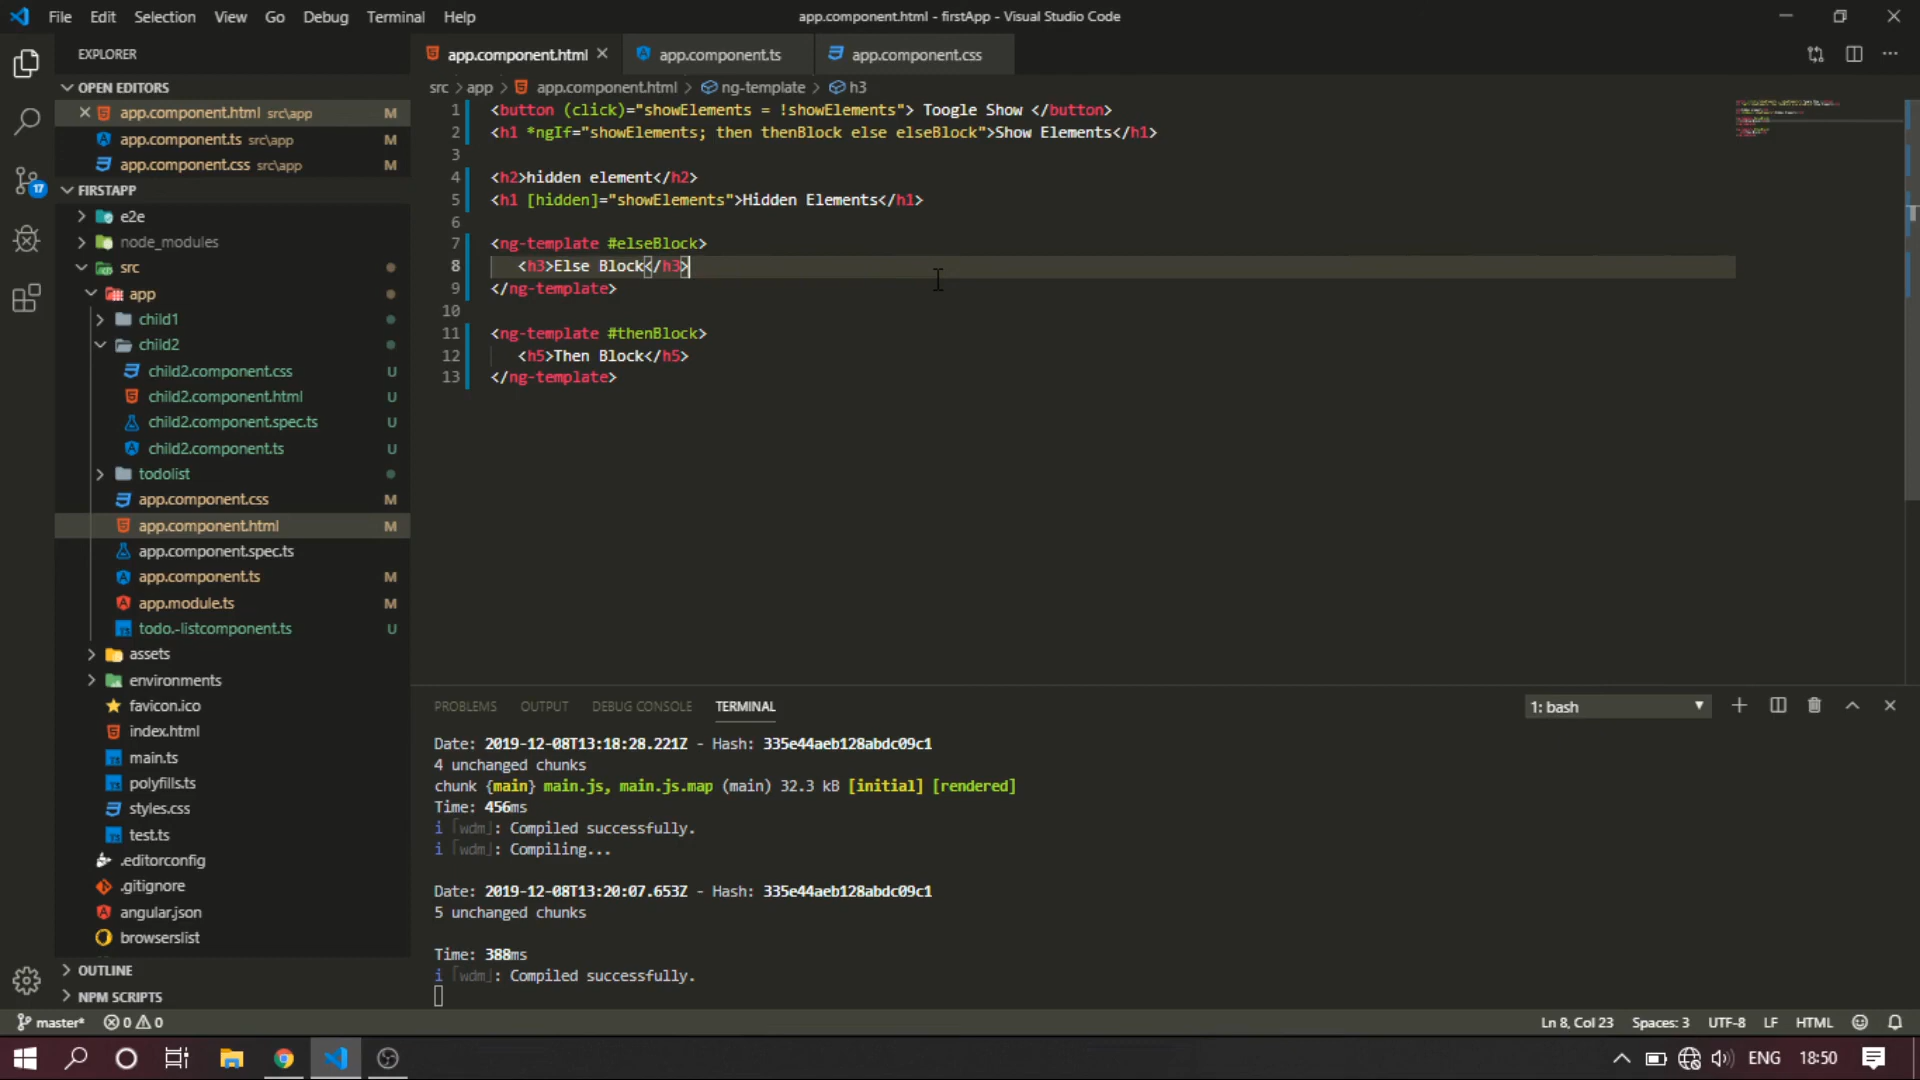 File Edit Selection View Go Debug Terminal Help
app.component.html - firstApp - Visual Studio Code
EXPLORER
OPEN EDITORS
app.component.html src\app M
app.component.ts src\app M
app.component.css src\app M
17
FIRSTAPP
e2e
node_modules
src
app
child1
child2
child2.component.css U
child2.component.html U
child2.component.spec.ts U
child2.component.ts U
todolist
app.component.css M
app.component.html M
app.component.spec.ts
app.component.ts M
app.module.ts M
todo.-listcomponent.ts U
assets
environments
favicon.ico
index.html
main.ts
polyfills.ts
styles.css
test.ts
.editorconfig
.gitignore
angular.json
browserslist
OUTLINE
NPM SCRIPTS
app.component.html app.component.ts app.component.css
src > app > app.component.html > ng-template > h3
1 <button (click)="showElements = !showElements"> Toogle Show </button>
2 <h1 *ngIf="showElements; then thenBlock else elseBlock">Show Elements</h1>
3
4 <h2>hidden element</h2>
5 <h1 [hidden]="showElements">Hidden Elements</h1>
6
7 <ng-template #elseBlock>
8 <h3>Else Block</h3>
9 </ng-template>
10
11 <ng-template #thenBlock>
12 <h5>Then Block</h5>
13 </ng-template>
PROBLEMS OUTPUT DEBUG CONSOLE TERMINAL 1: bash
Date: 2019-12-08T13:18:28.221Z - Hash: 335e44aeb128abdc09c1
4 unchanged chunks
chunk {main} main.js, main.js.map (main) 32.3 kB [initial] [rendered]
Time: 456ms
i ｢wdm｣: Compiled successfully.
i ｢wdm｣: Compiling...
Date: 2019-12-08T13:20:07.653Z - Hash: 335e44aeb128abdc09c1
5 unchanged chunks
Time: 388ms
i ｢wdm｣: Compiled successfully.
master* 0 0 Ln 8, Col 23 Spaces: 3 UTF-8 LF HTML
ENG 18:50